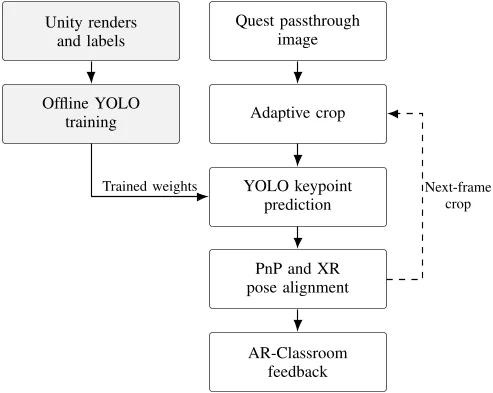 Unity renders
and labels
Quest passthrough
image
Offline YOLO
training
Adaptive crop
Trained weights
YOLO keypoint
prediction
Next-frame
crop
PnP and XR
pose alignment
AR-Classroom
feedback